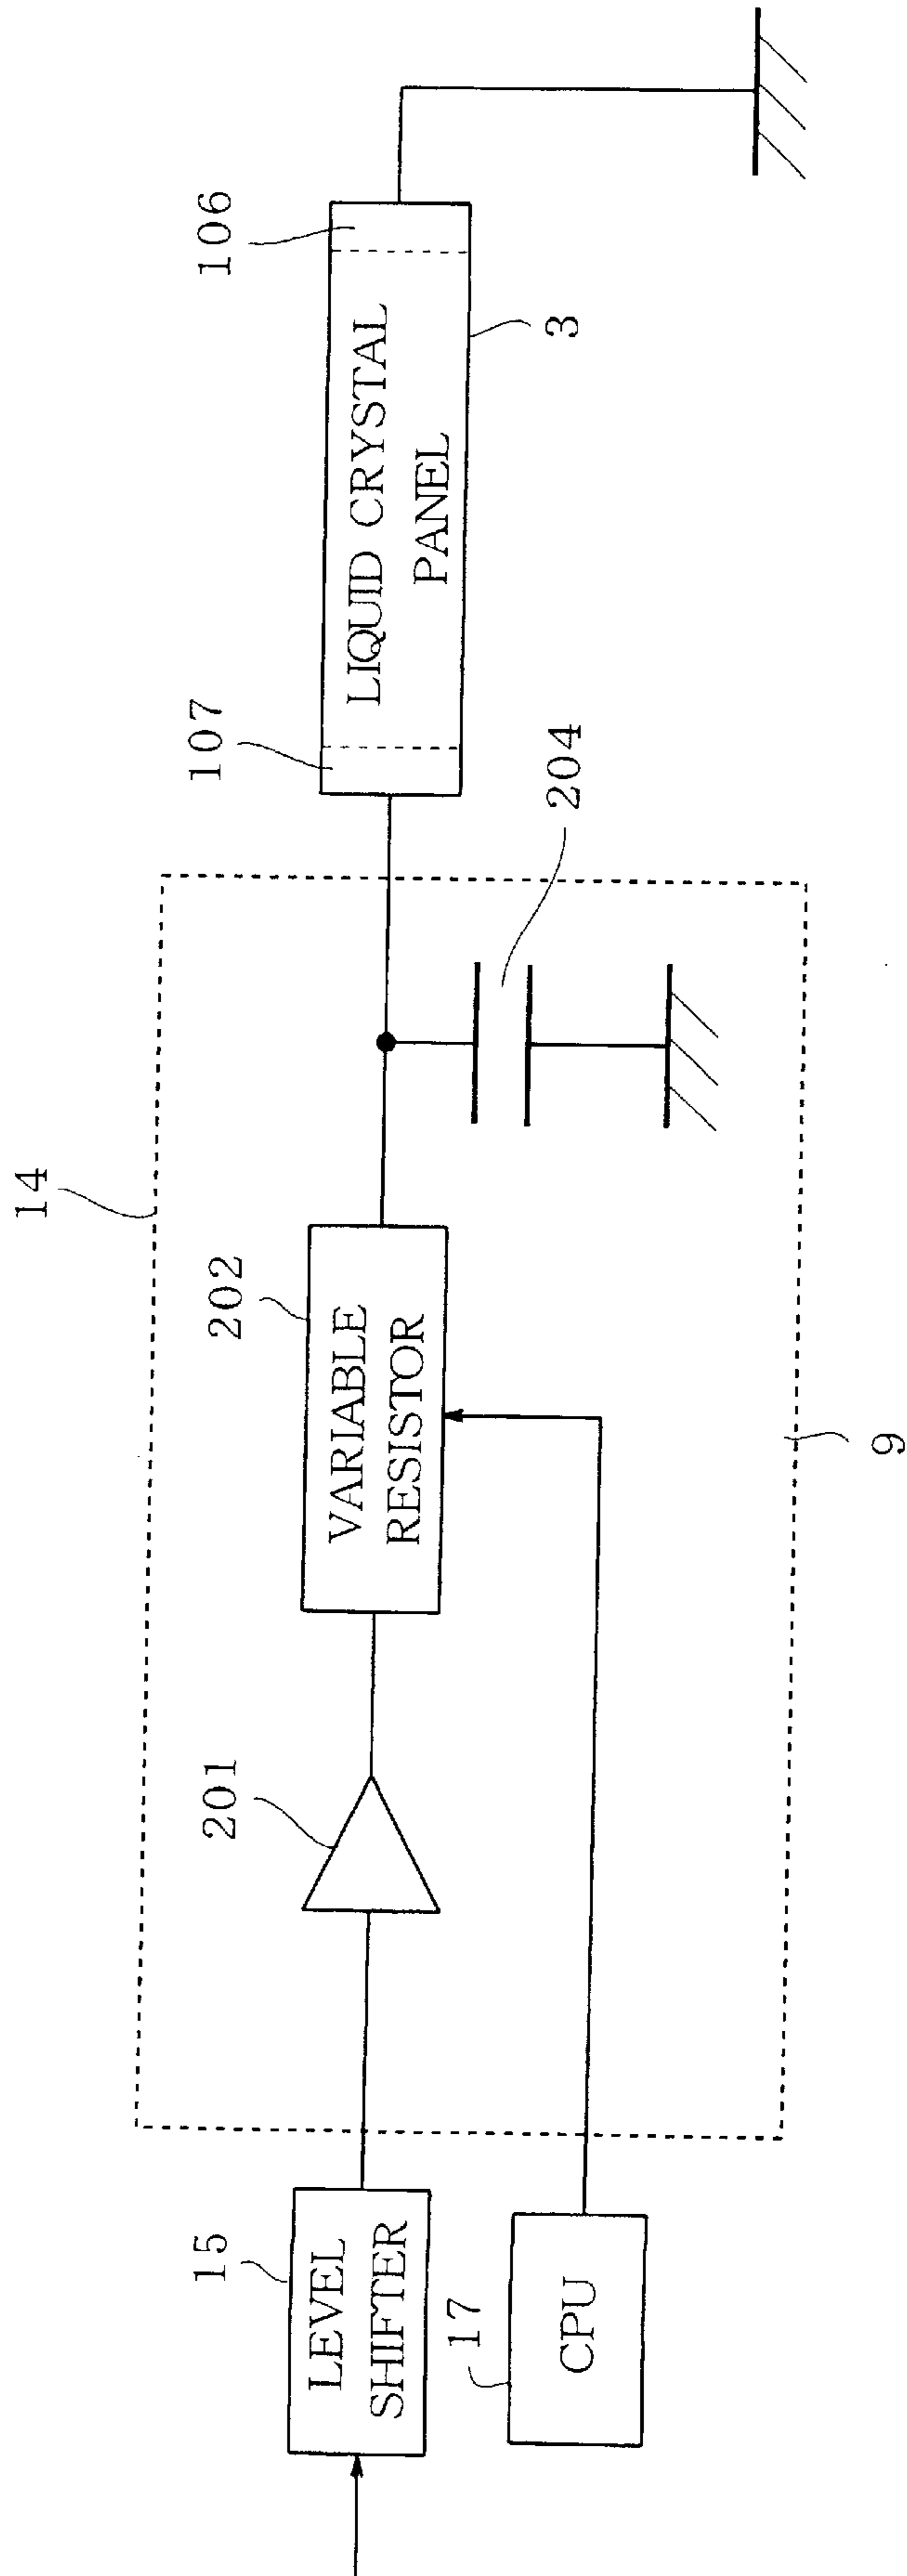 14
15
LEVEL
SHIFTER
17
CPU
201
202
VARIABLE
RESISTOR
204
9
107
106
LIQUID CRYSTAL
PANEL
3